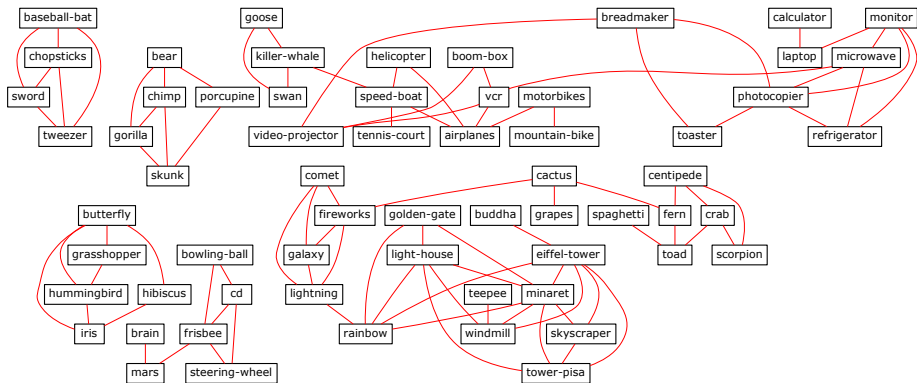 baseball-bat
goose
breadmaker
calculator
monitor
chopsticks
bear
killer-whale
helicopter
boom-box
laptop
microwave
sword
chimp
porcupine
swan
speed-boat
vcr
motorbikes
photocopier
tweezer
gorilla
video-projector
tennis-court
airplanes
mountain-bike
toaster
refrigerator
skunk
comet
cactus
centipede
butterfly
fireworks
golden-gate
buddha
grapes
spaghetti
fern
crab
grasshopper
bowling-ball
galaxy
light-house
eiffel-tower
toad
scorpion
hummingbird
hibiscus
cd
lightning
teepee
minaret
iris
brain
frisbee
rainbow
windmill
skyscraper
mars
steering-wheel
tower-pisa